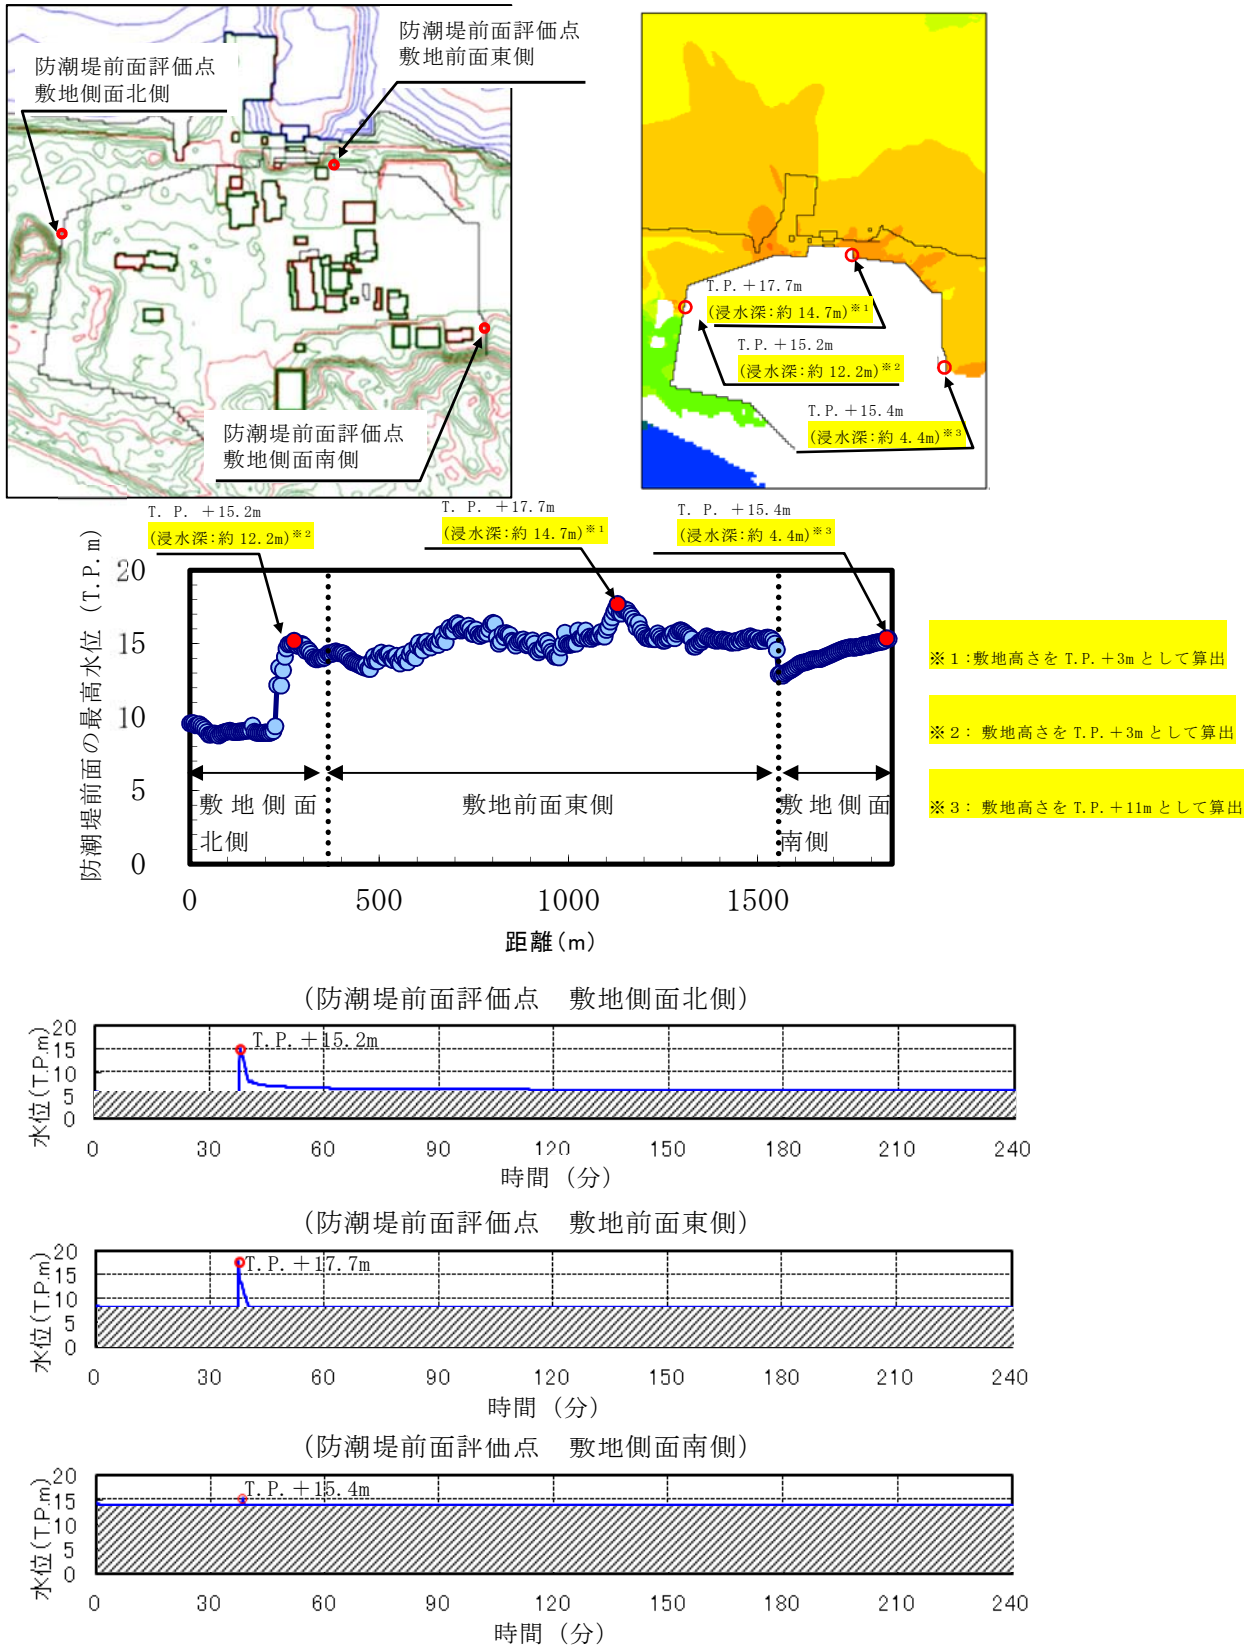 防潮堤前面評価点
敷地側面北側
防潮堤前面評価点
敷地前面東側
防潮堤前面評価点
敷地側面南側
T.P.+17.7m
(浸水深:約 14.7m)※1
T.P.+15.2m
(浸水深:約 12.2m)※2
T.P.+15.4m
(浸水深:約 4.4m)※3
T. P. +15.2m
(浸水深:約 12.2m)※2
T. P. +17.7m
(浸水深:約 14.7m)※1
T. P. +15.4m
(浸水深:約 4.4m)※3
防潮堤前面の最高水位 (T.P.m)
20
15
10
5
0
敷地側面
北側
敷地前面東側
敷地側面
南側
0 500 1000 1500
距離(m)
※1:敷地高さを T.P.+3m として算出
※2: 敷地高さを T.P.+3m として算出
※3: 敷地高さを T.P.+11m として算出
(防潮堤前面評価点 敷地側面北側)
水位(T.P.m)
20
15
10
5
0
T.P.+15.2m
0 30 60 90 120 150 180 210 240
時間 (分)
(防潮堤前面評価点 敷地前面東側)
水位(T.P.m)
20
15
10
5
0
T.P.+17.7m
0 30 60 90 120 150 180 210 240
時間 (分)
(防潮堤前面評価点 敷地側面南側)
水位(T.P.m)
20
15
10
5
0
T.P.+15.4m
0 30 60 90 120 150 180 210 240
時間 (分)